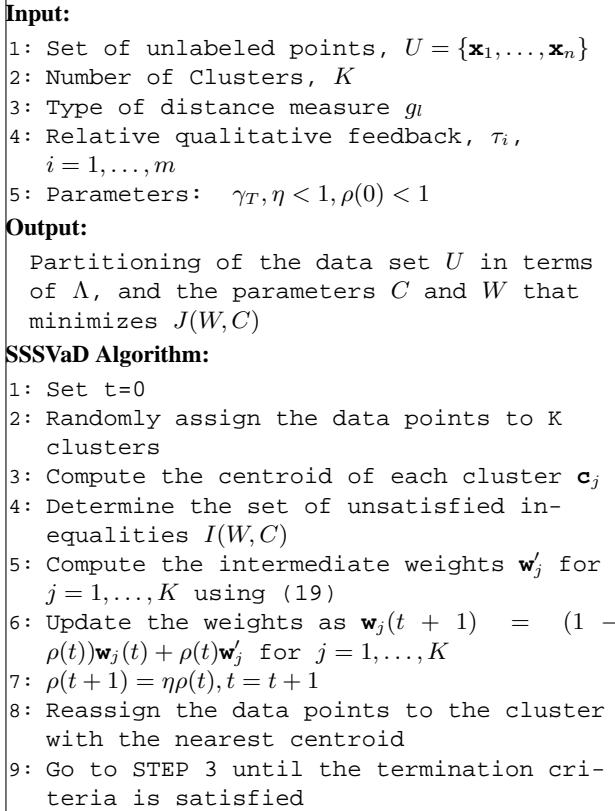 Input:
1: Set of unlabeled points, U = {x₁, . . . , xₙ}
2: Number of Clusters, K
3: Type of distance measure gₗ
4: Relative qualitative feedback, τᵢ,
i = 1, . . . , m
5: Parameters: γ_T, η < 1, ρ(0) < 1
Output:
Partitioning of the data set U in terms
of Λ, and the parameters C and W that
minimizes J(W, C)
SSSVaD Algorithm:
1: Set t=0
2: Randomly assign the data points to K
clusters
3: Compute the centroid of each cluster cⱼ
4: Determine the set of unsatisfied in-
equalities I(W, C)
5: Compute the intermediate weights w′ⱼ for
j = 1, . . . , K using (19)
6: Update the weights as wⱼ(t + 1) = (1 −
ρ(t))wⱼ(t) + ρ(t)w′ⱼ for j = 1, . . . , K
7: ρ(t + 1) = ηρ(t), t = t + 1
8: Reassign the data points to the cluster
with the nearest centroid
9: Go to STEP 3 until the termination cri-
teria is satisfied